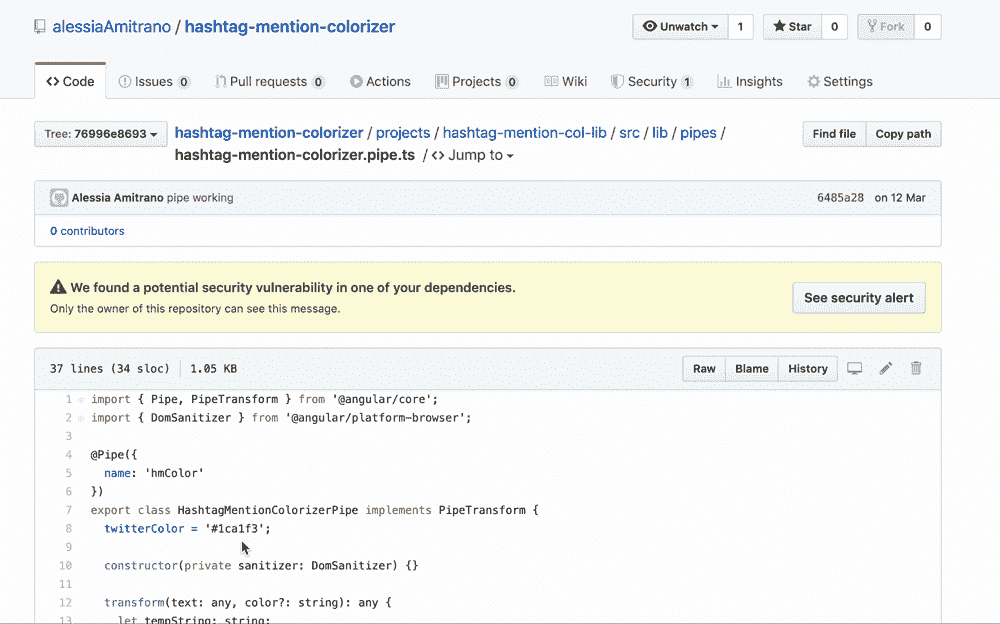 alessiaAmitrano / hashtag-mention-colorizer
Unwatch 1 Star 0 Fork 0
Code Issues 0 Pull requests 0 Actions Projects 0 Wiki Security 1 Insights Settings
Tree: 76996e8693 hashtag-mention-colorizer / projects / hashtag-mention-col-lib / src / lib / pipes / Find file Copy path
hashtag-mention-colorizer.pipe.ts / <> Jump to
Alessia Amitrano pipe working 6485a28 on 12 Mar
0 contributors
We found a potential security vulnerability in one of your dependencies.
Only the owner of this repository can see this message.
See security alert
37 lines (34 sloc) 1.05 KB Raw Blame History
1 import { Pipe, PipeTransform } from '@angular/core';
2 import { DomSanitizer } from '@angular/platform-browser';
3
4 @Pipe({
5 name: 'hmColor'
6 })
7 export class HashtagMentionColorizerPipe implements PipeTransform {
8 twitterColor = '#1ca1f3';
9
10 constructor(private sanitizer: DomSanitizer) {}
11
12 transform(text: any, color?: string): any {
13 let tempString: string;